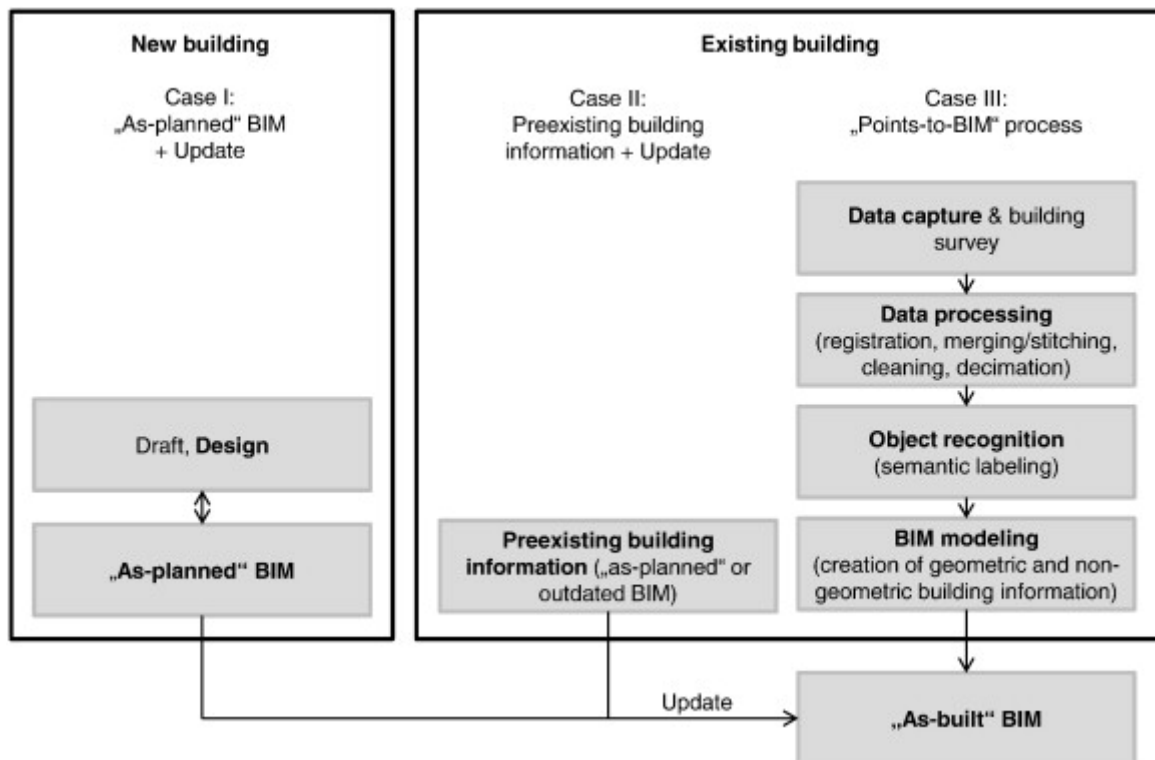 New building
Case I:
„As-planned“ BIM
+ Update
Draft, Design
„As-planned“ BIM
Existing building
Case II:
Preexisting building
information + Update
Preexisting building
information („as-planned“ or
outdated BIM)
Case III:
„Points-to-BIM“ process
Data capture & building
survey
Data processing
(registration, merging/stitching,
cleaning, decimation)
Object recognition
(semantic labeling)
BIM modeling
(creation of geometric and non-
geometric building information)
Update
„As-built“ BIM